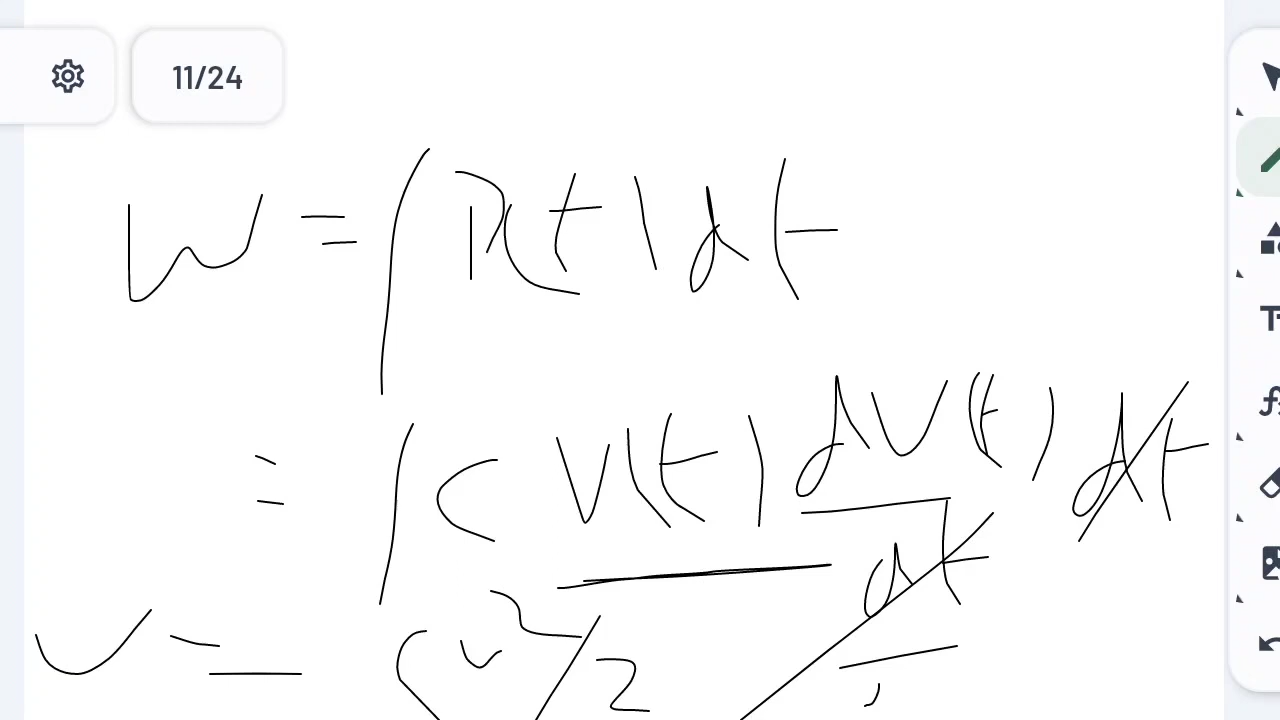 11/24
W = ∫ P(t) dt
= ∫ C V(t) dV(t)/dt dt
W = CV²/2